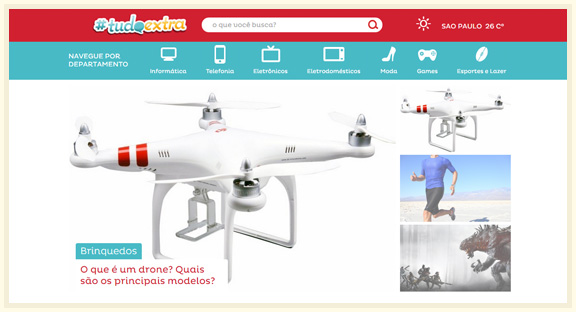 #tudoextra
o que você busca?
SAO PAULO 26 Cº
NAVEGUE POR
DEPARTAMENTO
Informática
Telefonia
Eletrônicos
Eletrodomésticos
Moda
Games
Esportes e Lazer
Brinquedos
O que é um drone? Quais
são os principais modelos?